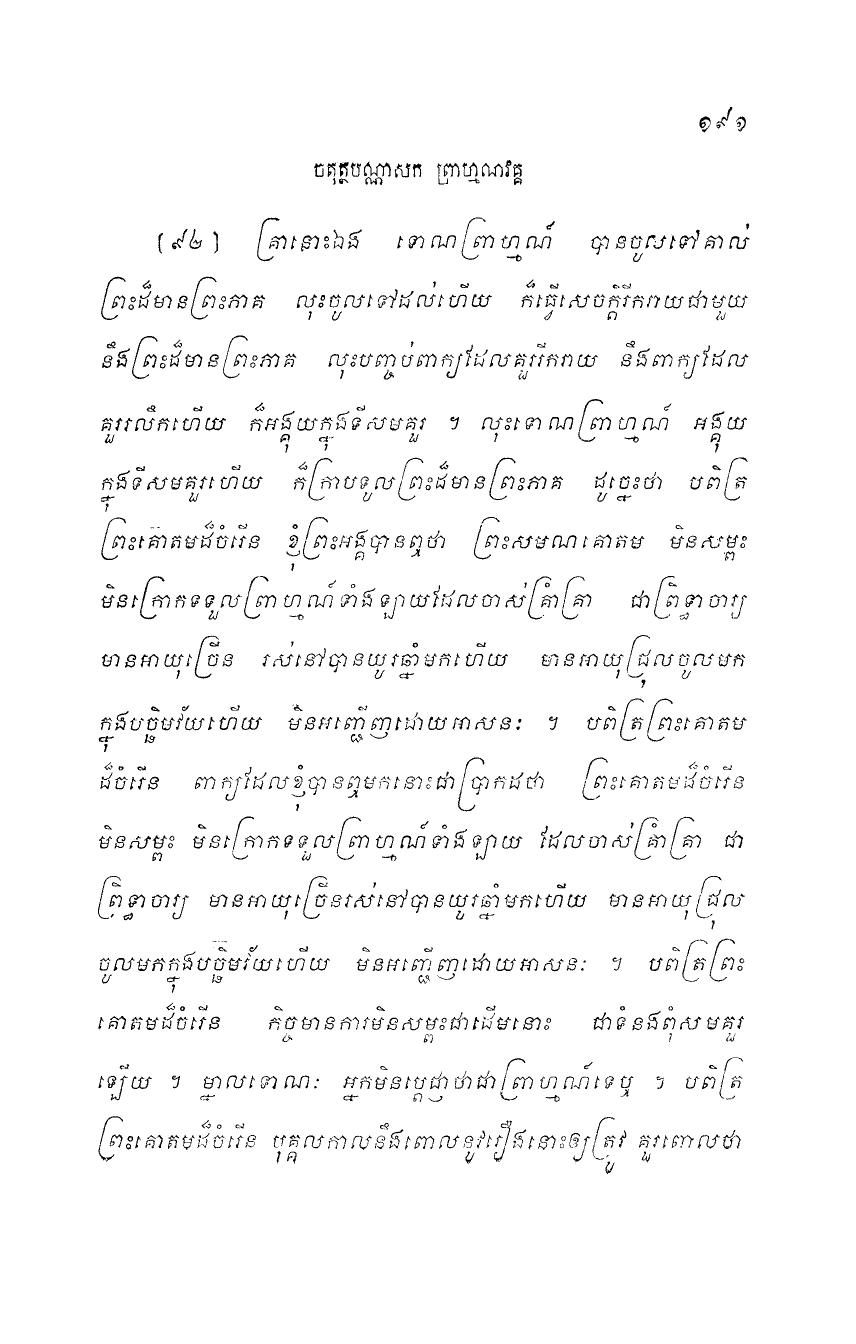 ១៩១
ចតុត្ថបណ្ណាសក ព្រាហ្មណវគ្គ
(៩២) គ្រានោះឯង ទោណព្រាហ្មណ៍ បានចូលទៅគាល់
ព្រះដ៏មានព្រះភាគ លុះចូលទៅដល់ហើយ ក៏ធ្វើសេចក្តីរីករាយជាមួយ
នឹងព្រះដ៏មានព្រះភាគ លុះបញ្ចប់ពាក្យដែលគួររីករាយ នឹងពាក្យដែល
គួររលឹកហើយ ក៏អង្គុយក្នុងទីសមគួរ ។ លុះទោណព្រាហ្មណ៍ អង្គុយ
ក្នុងទីសមគួរហើយ ក៏ក្រាបទូលព្រះដ៏មានព្រះភាគ ដូច្នេះថា បពិត្រ
ព្រះគោតមដ៏ចំរើន ខ្ញុំព្រះអង្គបានឮថា ព្រះសមណគោតម មិនសម្ពះ
មិនក្រោកទទួលព្រាហ្មណ៍ទាំងឡាយដែលចាស់គ្រាំគ្រា ជាព្រឹទ្ធាចារ្យ
មានអាយុច្រើន រស់នៅបានយូរឆ្នាំមកហើយ មានអាយុជ្រុលចូលមក
ក្នុងបច្ឆិមវ័យហើយ មិនអញ្ជើញដោយអាសនៈ ។ បពិត្រព្រះគោតម
ដ៏ចំរើន ពាក្យដែលខ្ញុំបានឮមកនោះជាប្រាកដថា ព្រះគោតមដ៏ចំរើន
មិនសម្ពះ មិនក្រោកទទួលព្រាហ្មណ៍ទាំងឡាយ ដែលចាស់គ្រាំគ្រា ជា
ព្រឹទ្ធាចារ្យ មានអាយុច្រើនរស់នៅបានយូរឆ្នាំមកហើយ មានអាយុជ្រុល
ចូលមកក្នុងបច្ឆិមវ័យហើយ មិនអញ្ជើញដោយអាសនៈ ។ បពិត្រព្រះ
គោតមដ៏ចំរើន កិច្ចមានការមិនសម្ពះជាដើមនោះ ជាទំនងពុំសមគួរ
ឡើយ ។ ម្នាលទោណៈ អ្នកមិនប្តេជ្ញាថាជាព្រាហ្មណ៍ទេឬ ។ បពិត្រ
ព្រះគោតមដ៏ចំរើន បុគ្គលកាលនឹងពោលនូវរឿងនោះឲ្យត្រូវ គួរពោលថា